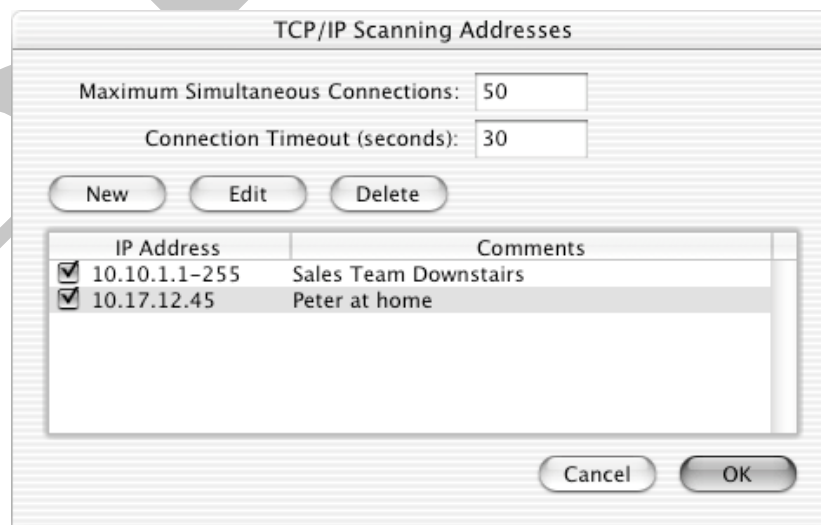 TCP/IP Scanning Addresses
Maximum Simultaneous Connections: 50
Connection Timeout (seconds): 30
New Edit Delete
IP Address Comments
10.10.1.1-255 Sales Team Downstairs
10.17.12.45 Peter at home
Cancel OK